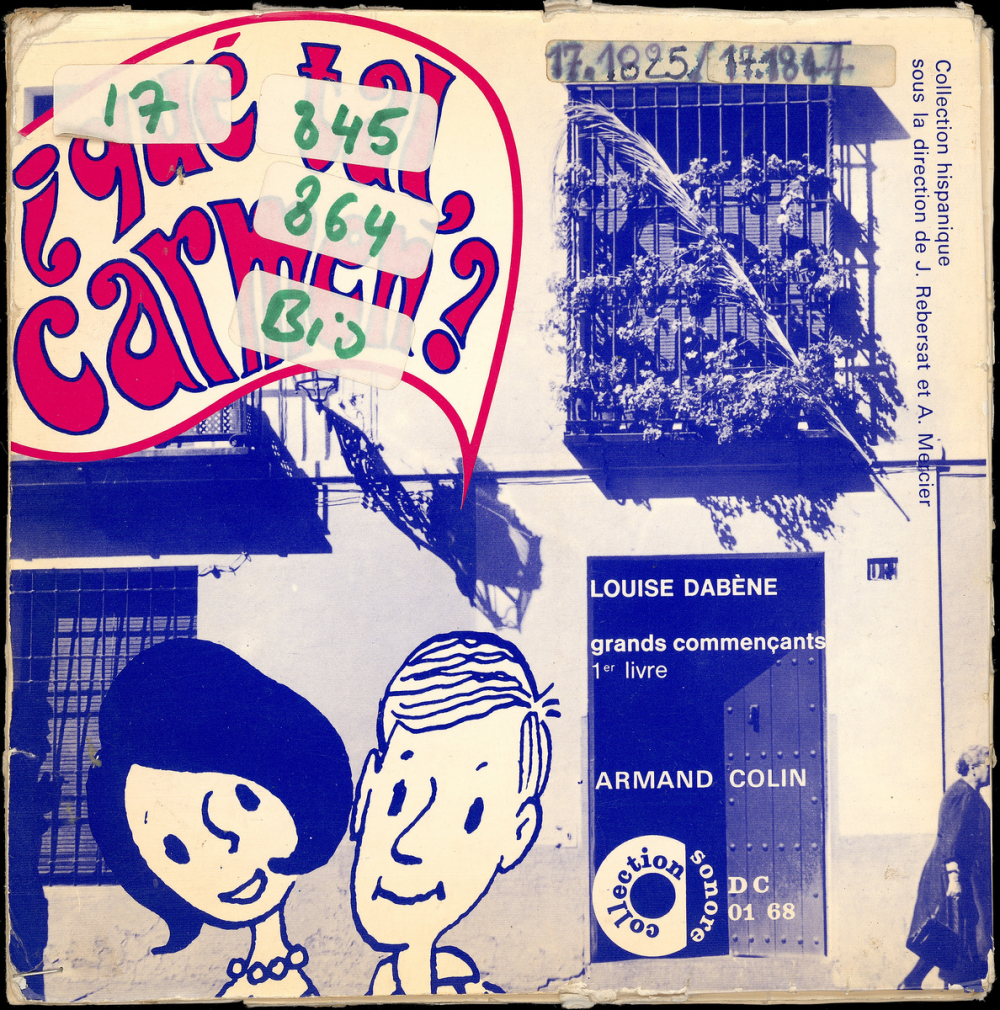 ¿qué tal,
carmen?
17
845
864
Bis
17.1825/ 17.1844
Collection hispanique
sous la direction de J. Rebersat et A. Mercier
LOUISE DABÈNE
grands commençants
1er livre
ARMAND COLIN
collection
sonore
DC
01 68